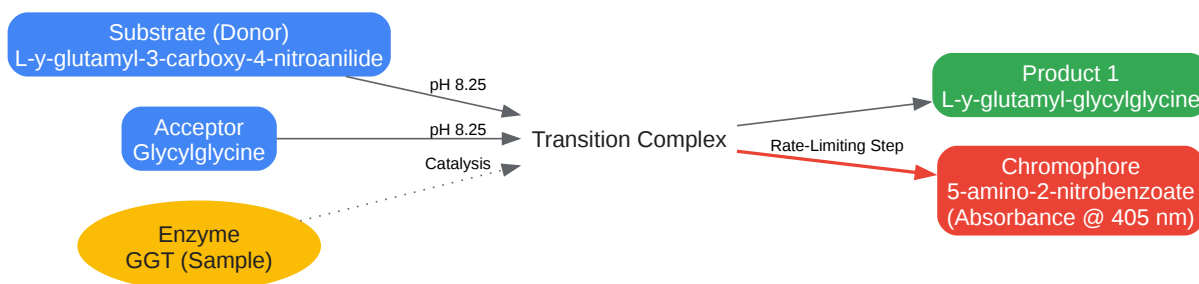 Substrate (Donor)
L-y-glutamyl-3-carboxy-4-nitroanilide
pH 8.25
Acceptor
Glycylglycine
pH 8.25
Catalysis
Enzyme
GGT (Sample)
Transition Complex
Rate-Limiting Step
Product 1
L-y-glutamyl-glycylglycine
Chromophore
5-amino-2-nitrobenzoate
(Absorbance @ 405 nm)